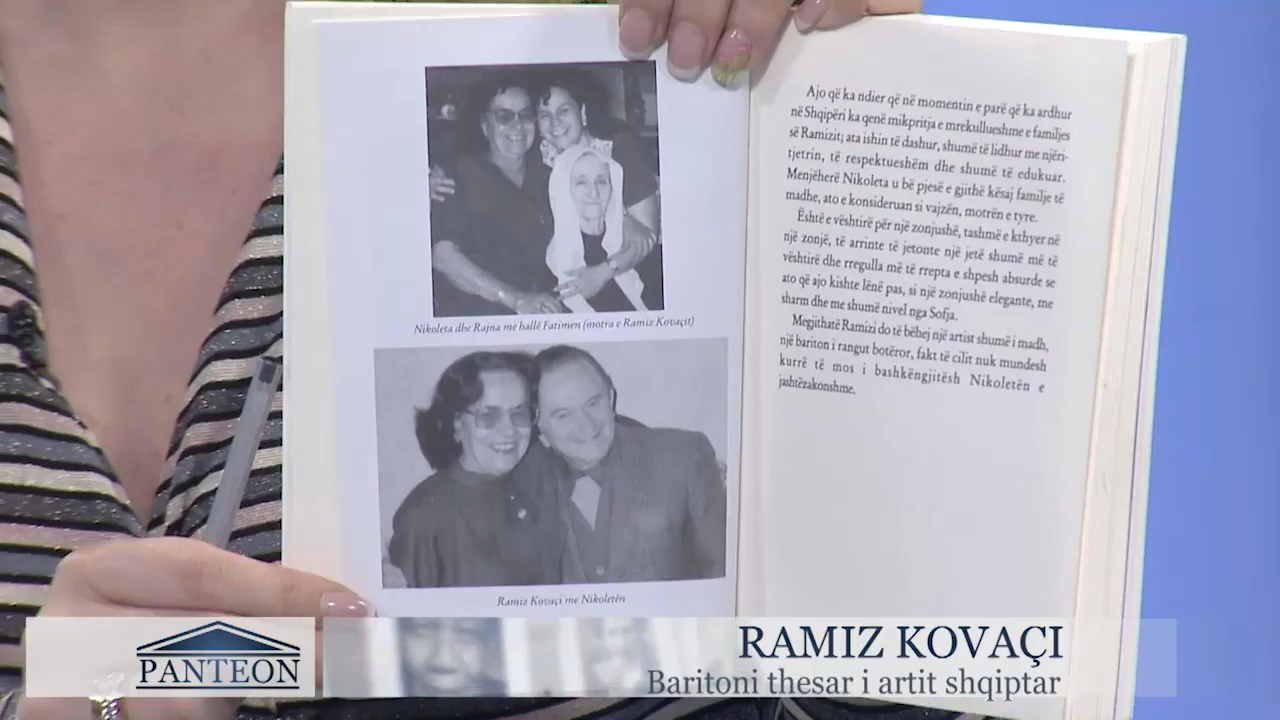 Nikoleta dhe Rajna me hallë Fatimen (motra e Ramiz Kovaçit)
Ramiz Kovaçi me Nikoletën
Ajo që ka ndier që në momentin e parë që ka ardhur
në Shqipëri ka qenë mikpritja e mrekullueshme e familjes
së Ramizit; ata ishin të dashur, shumë të lidhur me njëri-
tjetrin, të respektueshëm dhe shumë të edukuar.
Menjëherë Nikoleta u bë pjesë e gjithë kësaj familje të
madhe, ato e konsideruan si vajzën, motrën e tyre.
Është e vështirë për një zonjushë, tashmë e kthyer në
një zonjë, të arrinte të jetonte një jetë shumë më të
vështirë dhe rregulla më të rrepta e shpesh absurde se
ato që ajo kishte lënë pas, si një zonjushë elegante, me
sharm dhe me shumë nivel nga Sofja.
Megjithatë Ramizi do të bëhej një artist shumë i madh,
një bariton i rangut botëror, fakt të cilit nuk mundesh
kurrë të mos i bashkëngjitësh Nikoletën e
jashtëzakonshme.
PANTEON
RAMIZ KOVAÇI
Baritoni thesar i artit shqiptar